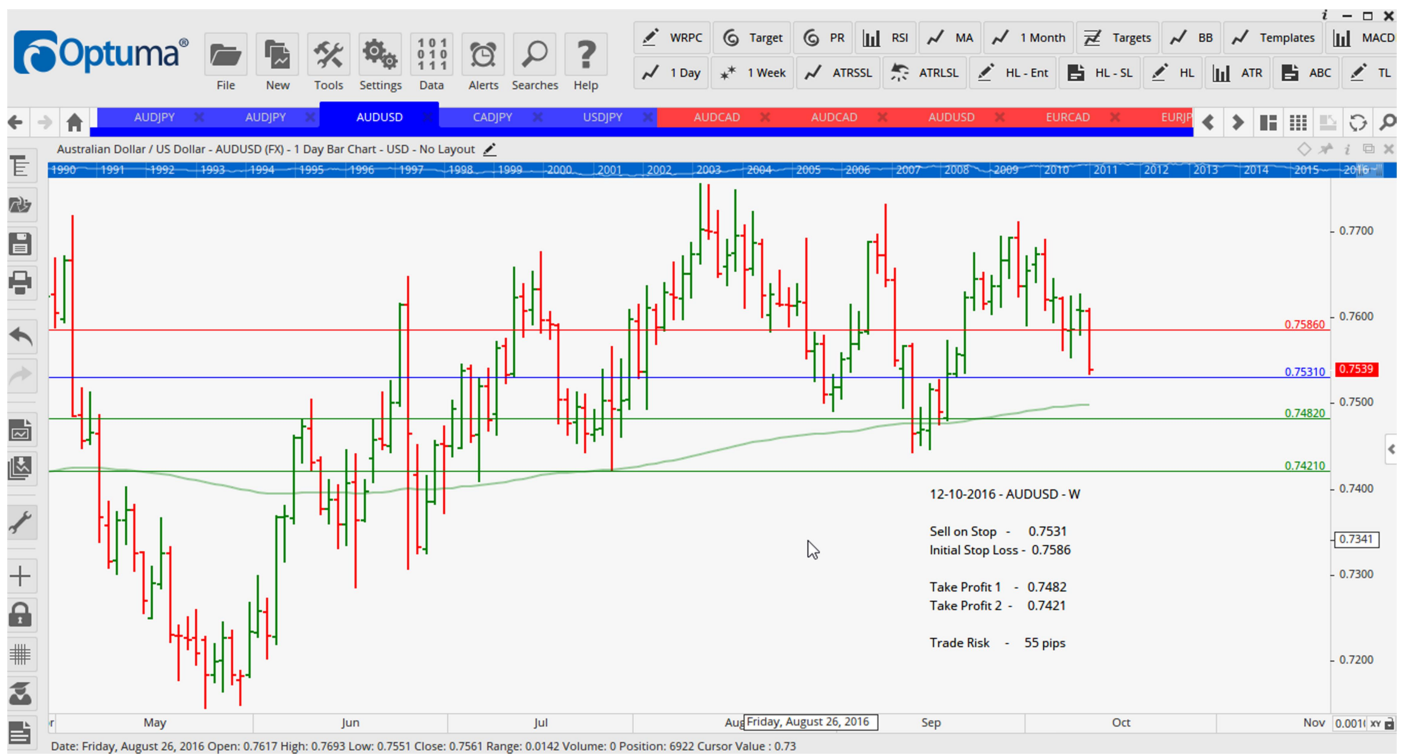 Optuma®
File
New
Tools
Settings
Data
Alerts
Searches
Help
WRPC
Target
PR
RSI
MA
1 Month
Targets
BB
Templates
MACD
1 Day
1 Week
ATRSSL
ATRLSL
HL - Ent
HL - SL
HL
ATR
ABC
TL
AUDJPY
AUDJPY
AUDUSD
CADJPY
USDJPY
AUDCAD
AUDCAD
AUDUSD
EURCAD
EURJP
Australian Dollar / US Dollar - AUDUSD (FX) - 1 Day Bar Chart - USD - No Layout
1990 1991 1992 1993 1994 1995 1996 1997 1998 1999 2000 2001 2002 2003 2004 2005 2006 2007 2008 2009 2010 2011 2012 2013 2014 2015 2016
0.7700
0.7600
0.75860
0.75310
0.7539
0.7500
0.74820
0.74210
0.7400
12-10-2016 - AUDUSD - W
Sell on Stop - 0.7531
0.7341
Initial Stop Loss - 0.7586
0.7300
Take Profit 1 - 0.7482
Take Profit 2 - 0.7421
Trade Risk - 55 pips
0.7200
May Jun Jul Aug Friday, August 26, 2016 Sep Oct Nov
XY
Date: Friday, August 26, 2016 Open: 0.7617 High: 0.7693 Low: 0.7551 Close: 0.7561 Range: 0.0142 Volume: 0 Position: 6922 Cursor Value : 0.73